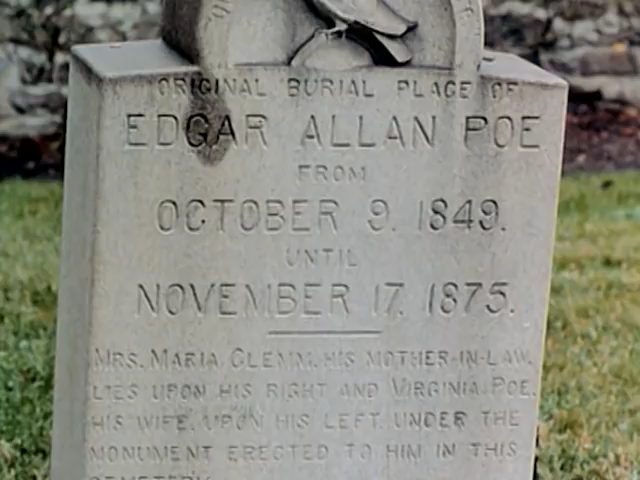 ORIGINAL BURIAL PLACE OF
EDGAR ALLAN POE
FROM
OCTOBER 9. 1849.
UNTIL
NOVEMBER 17. 1875.
MRS. MARIA CLEMM, HIS MOTHER-IN-LAW,
LIES UPON HIS RIGHT AND VIRGINIA POE,
HIS WIFE, UPON HIS LEFT, UNDER THE
MONUMENT ERECTED TO HIM IN THIS
CEMETERY